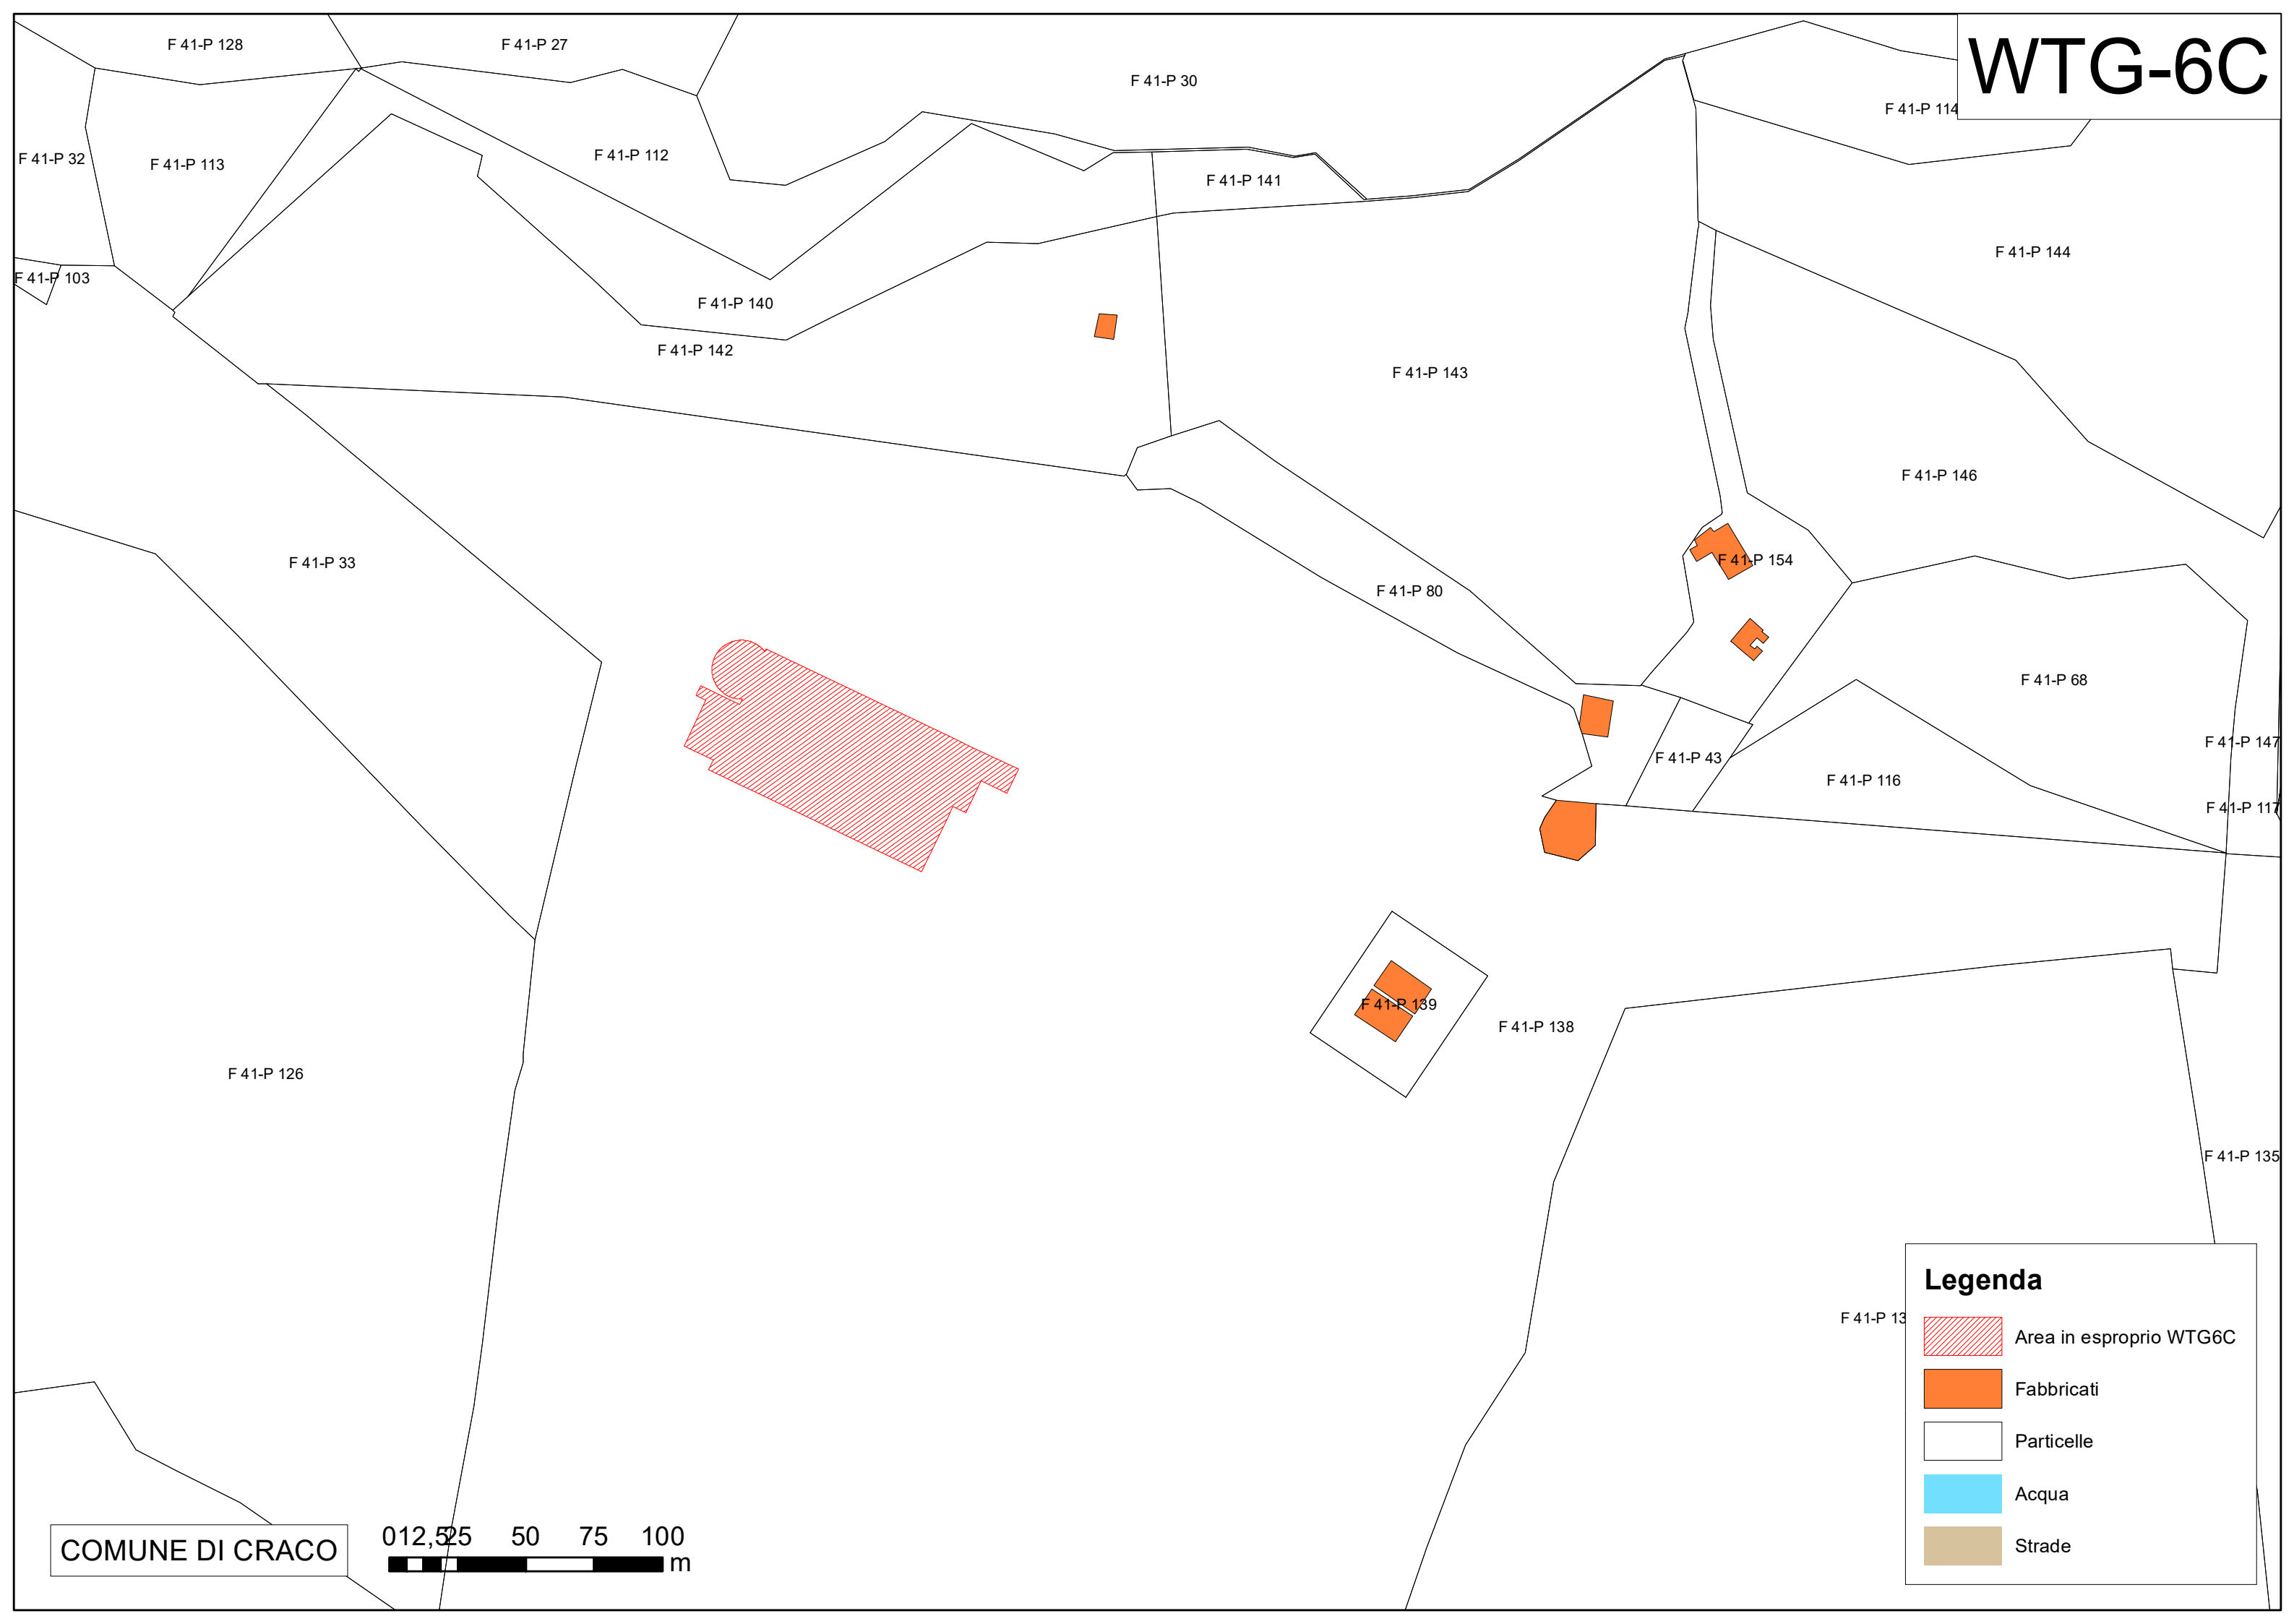 WTG-6C
F 41-P 128
F 41-P 27
F 41-P 30
F 41-P 114
F 41-P 32
F 41-P 113
F 41-P 112
F 41-P 141
F 41-P 144
F 41-P 103
F 41-P 140
F 41-P 142
F 41-P 143
F 41-P 146
F 41-P 33
F 41-P 154
F 41-P 80
F 41-P 68
F 41-P 147
F 41-P 43
F 41-P 116
F 41-P 117
F 41-P 139
F 41-P 138
F 41-P 126
F 41-P 135
F 41-P 13
Legenda
Area in esproprio WTG6C
Fabbricati
Particelle
Acqua
Strade
COMUNE DI CRACO
0 12,5 25 50 75 100
m